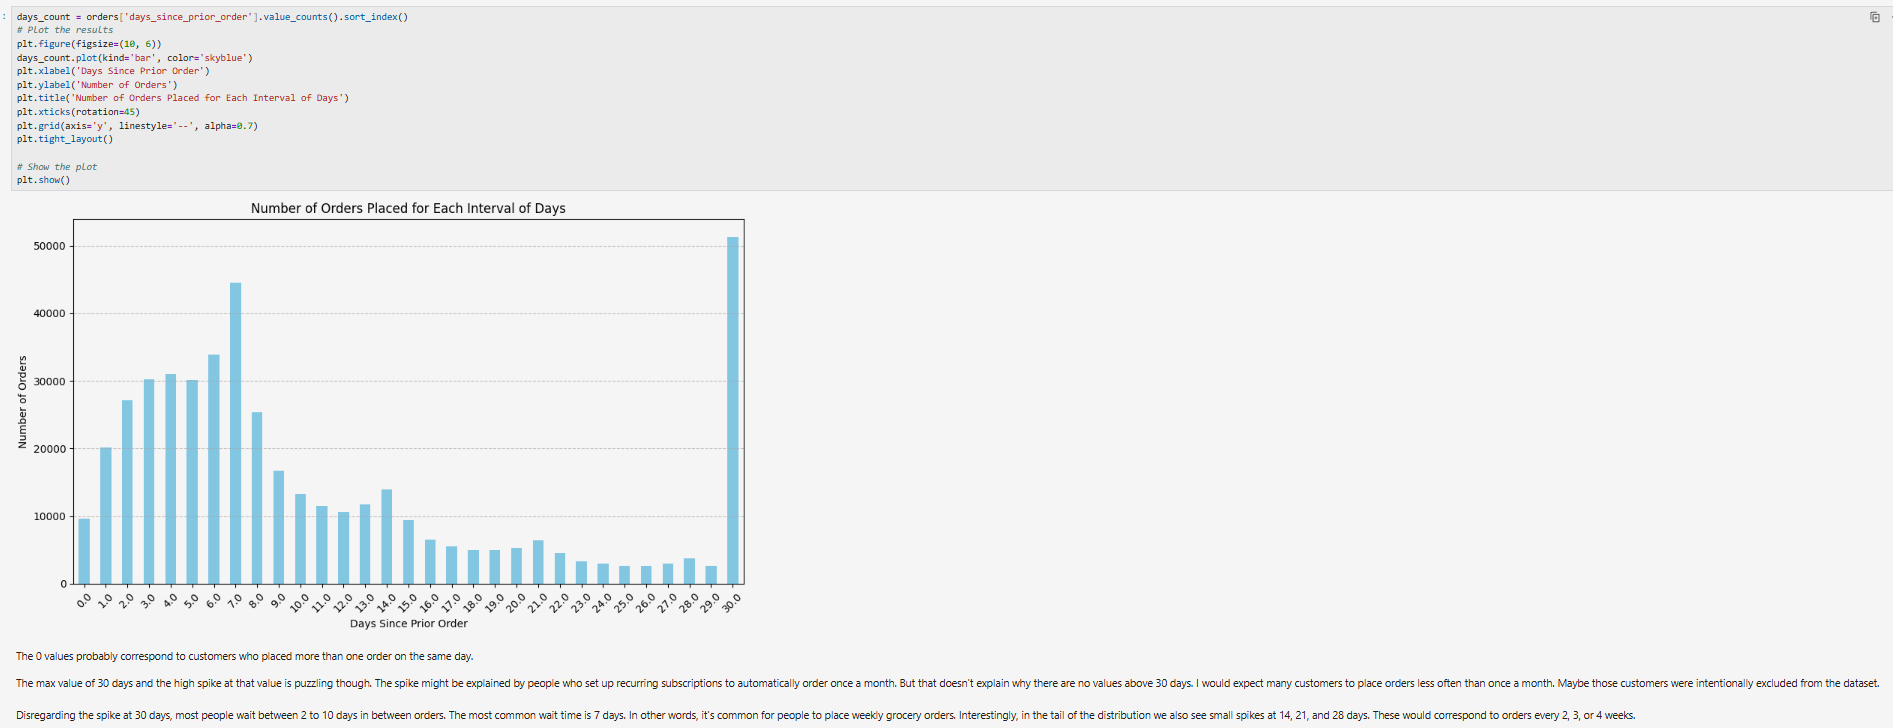 :
days_count = orders['days_since_prior_order'].value_counts().sort_index()
# Plot the results
plt.figure(figsize=(10, 6))
days_count.plot(kind='bar', color='skyblue')
plt.xlabel('Days Since Prior Order')
plt.ylabel('Number of Orders')
plt.title('Number of Orders Placed for Each Interval of Days')
plt.xticks(rotation=45)
plt.grid(axis='y', linestyle='--', alpha=0.7)
plt.tight_layout()
# Show the plot
plt.show()
Number of Orders Placed for Each Interval of Days
50000
40000
30000
20000
10000
0
Number of Orders
0.0 1.0 2.0 3.0 4.0 5.0 6.0 7.0 8.0 9.0 10.0 11.0 12.0 13.0 14.0 15.0 16.0 17.0 18.0 19.0 20.0 21.0 22.0 23.0 24.0 25.0 26.0 27.0 28.0 29.0 30.0
Days Since Prior Order
The 0 values probably correspond to customers who placed more than one order on the same day.
The max value of 30 days and the high spike at that value is puzzling though. The spike might be explained by people who set up recurring subscriptions to automatically order once a month. But that doesn't explain why there are no values above 30 days. I would expect many customers to place orders less often than once a month. Maybe those customers were intentionally excluded from the dataset.
Disregarding the spike at 30 days, most people wait between 2 to 10 days in between orders. The most common wait time is 7 days. In other words, it's common for people to place weekly grocery orders. Interestingly, in the tail of the distribution we also see small spikes at 14, 21, and 28 days. These would correspond to orders every 2, 3, or 4 weeks.